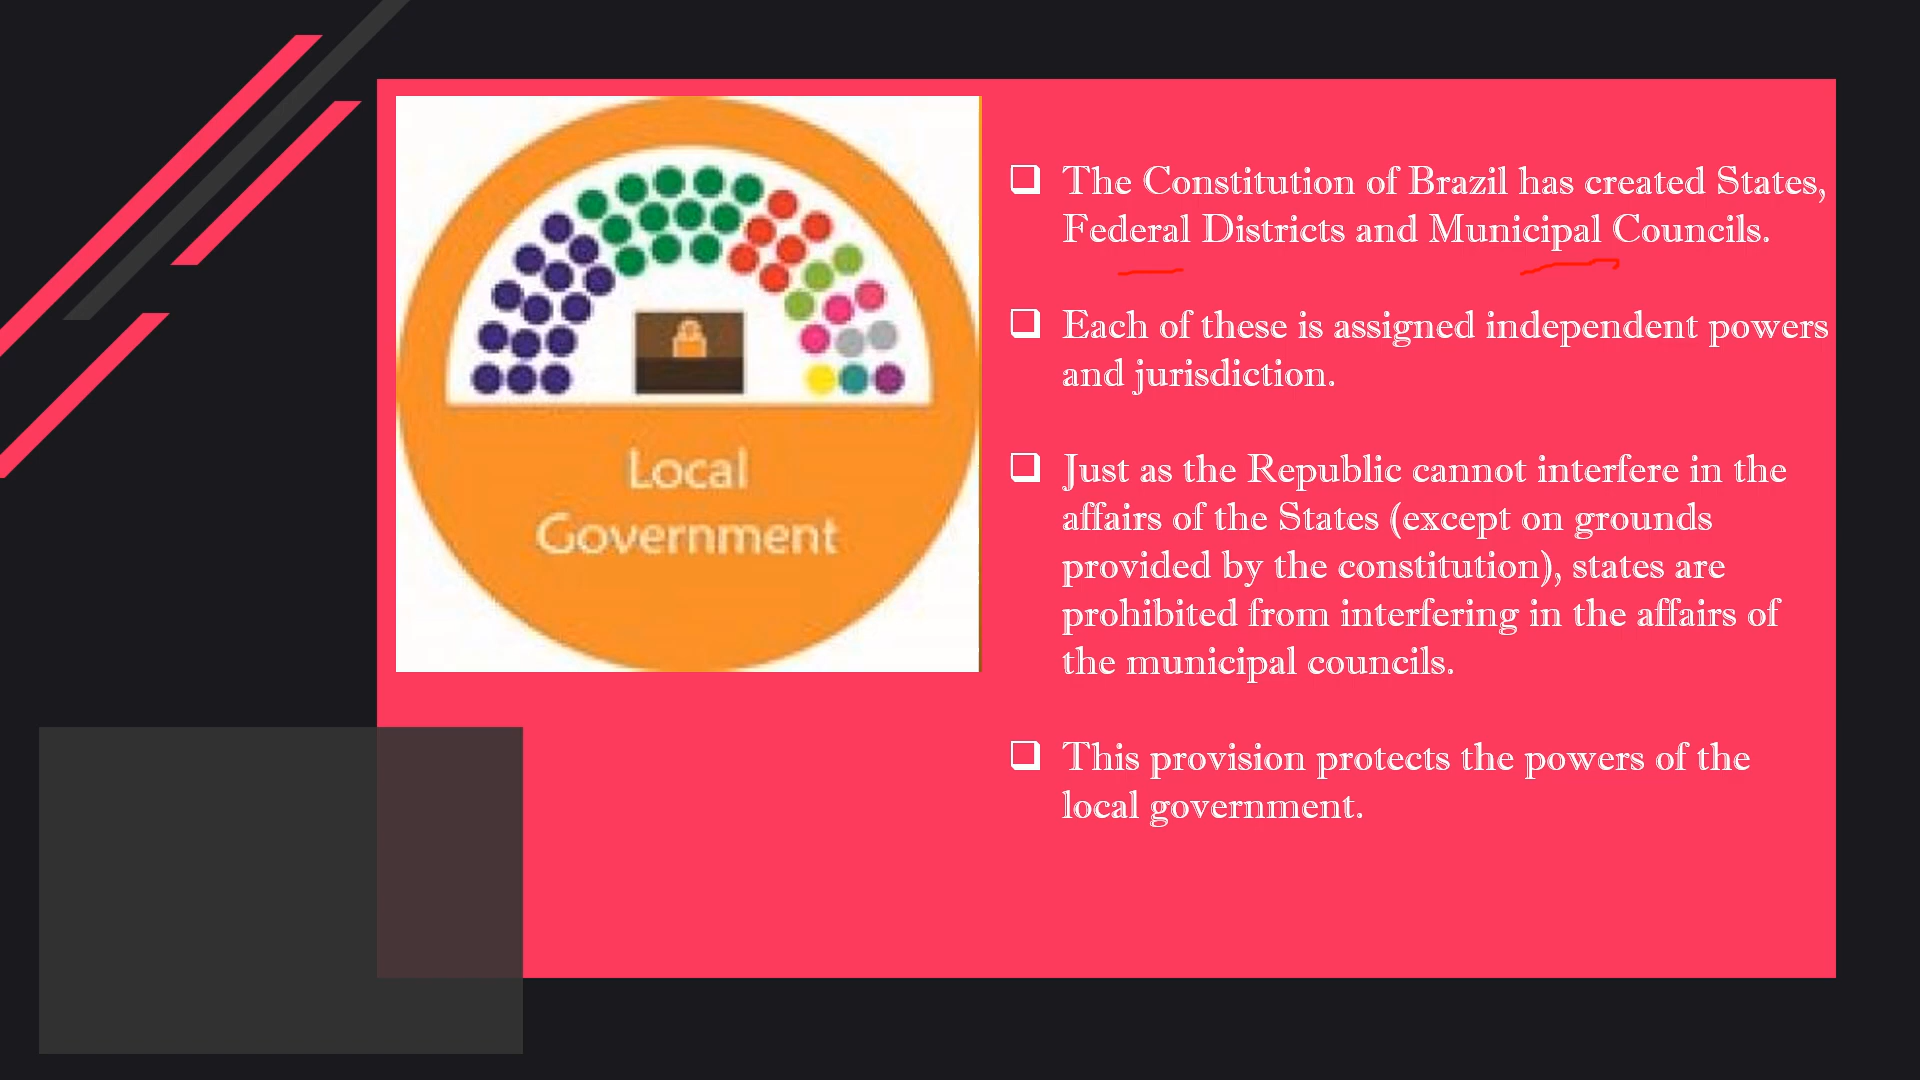 Local
Government
❑ The Constitution of Brazil has created States,
Federal Districts and Municipal Councils.
❑ Each of these is assigned independent powers
and jurisdiction.
❑ Just as the Republic cannot interfere in the
affairs of the States (except on grounds
provided by the constitution), states are
prohibited from interfering in the affairs of
the municipal councils.
❑ This provision protects the powers of the
local government.